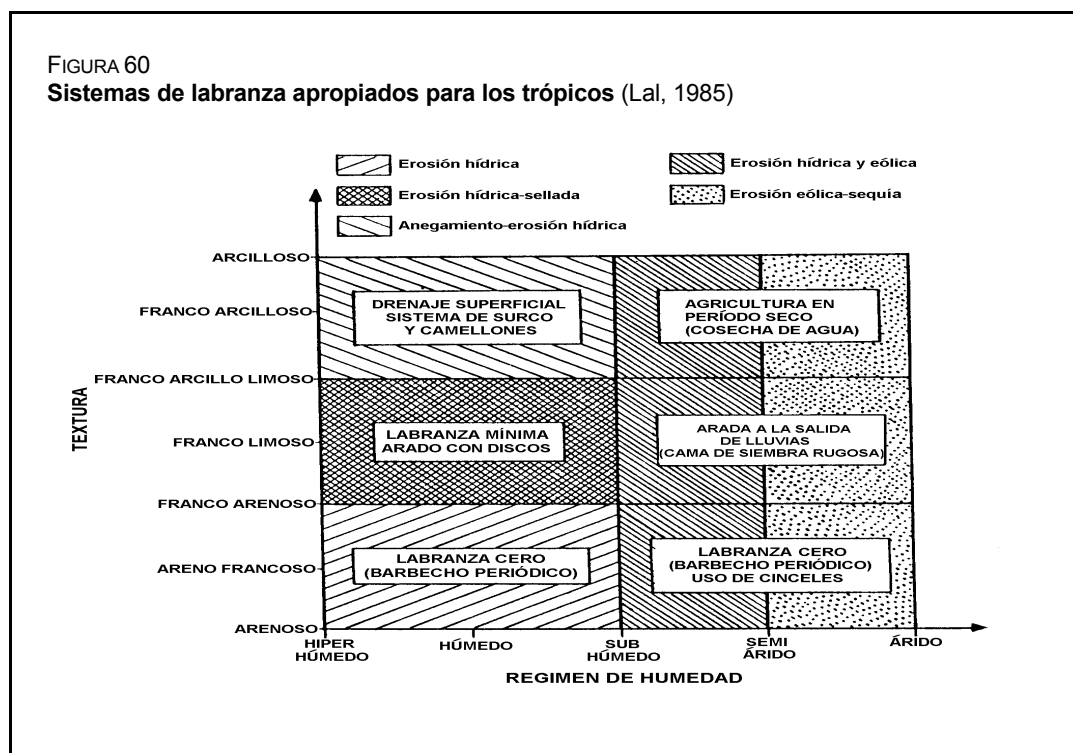 FIGURA 60
Sistemas de labranza apropiados para los trópicos (Lal, 1985)
Erosión hídrica
Erosión hídrica y eólica
Erosión hídrica-sellada
Erosión eólica-sequía
Anegamiento-erosión hídrica
TEXTURA
ARCILLOSO
FRANCO ARCILLOSO
FRANCO ARCILLO LIMOSO
FRANCO LIMOSO
FRANCO ARENOSO
ARENO FRANCOSO
ARENOSO
DRENAJE SUPERFICIAL
SISTEMA DE SURCO
Y CAMELLONES
AGRICULTURA EN
PERÍODO SECO
(COSECHA DE AGUA)
LABRANZA MÍNIMA
ARADO CON DISCOS
ARADA A LA SALIDA
DE LLUVIAS
(CAMA DE SIEMBRA RUGOSA)
LABRANZA CERO
(BARBECHO PERIÓDICO)
LABRANZA CERO
(BARBECHO PERIÓDICO)
USO DE CINCELES
HIPER
HÚMEDO
HÚMEDO
SUB
HÚMEDO
SEMI
ÁRIDO
ÁRIDO
REGIMEN DE HUMEDAD